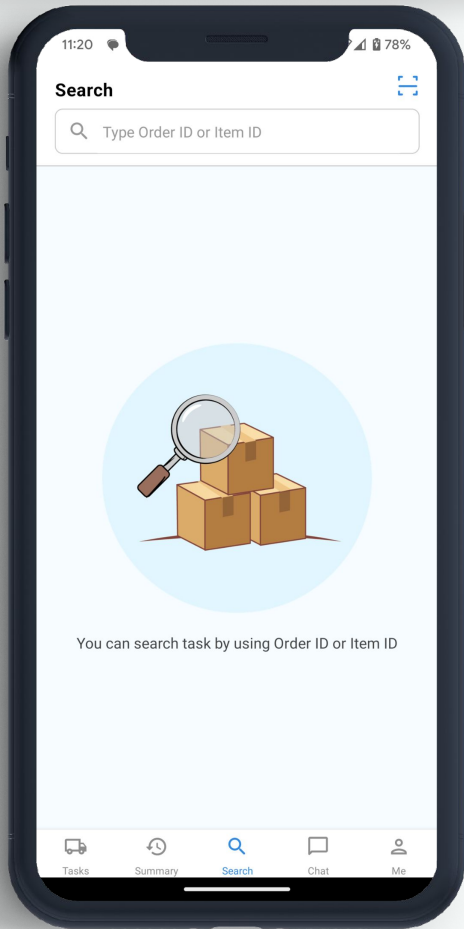 11:20
78%
Search
Type Order ID or Item ID
You can search task by using Order ID or Item ID
Tasks
Summary
Search
Chat
Me